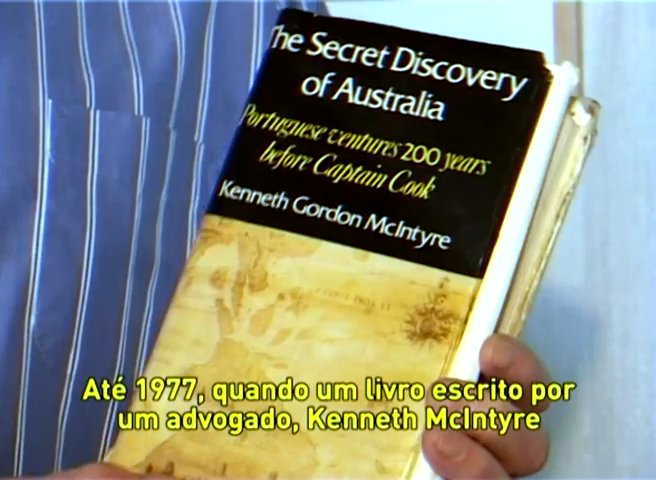 The Secret Discovery
of Australia
Portuguese ventures 200 years
before Captain Cook
Kenneth Gordon McIntyre
Até 1977, quando um livro escrito por
um advogado, Kenneth McIntyre